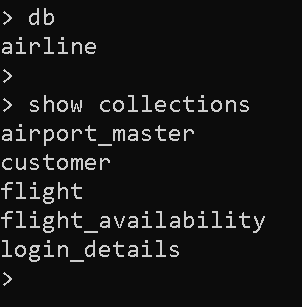 > db
airline
>
> show collections
airport_master
customer
flight
flight_availability
login_details
>